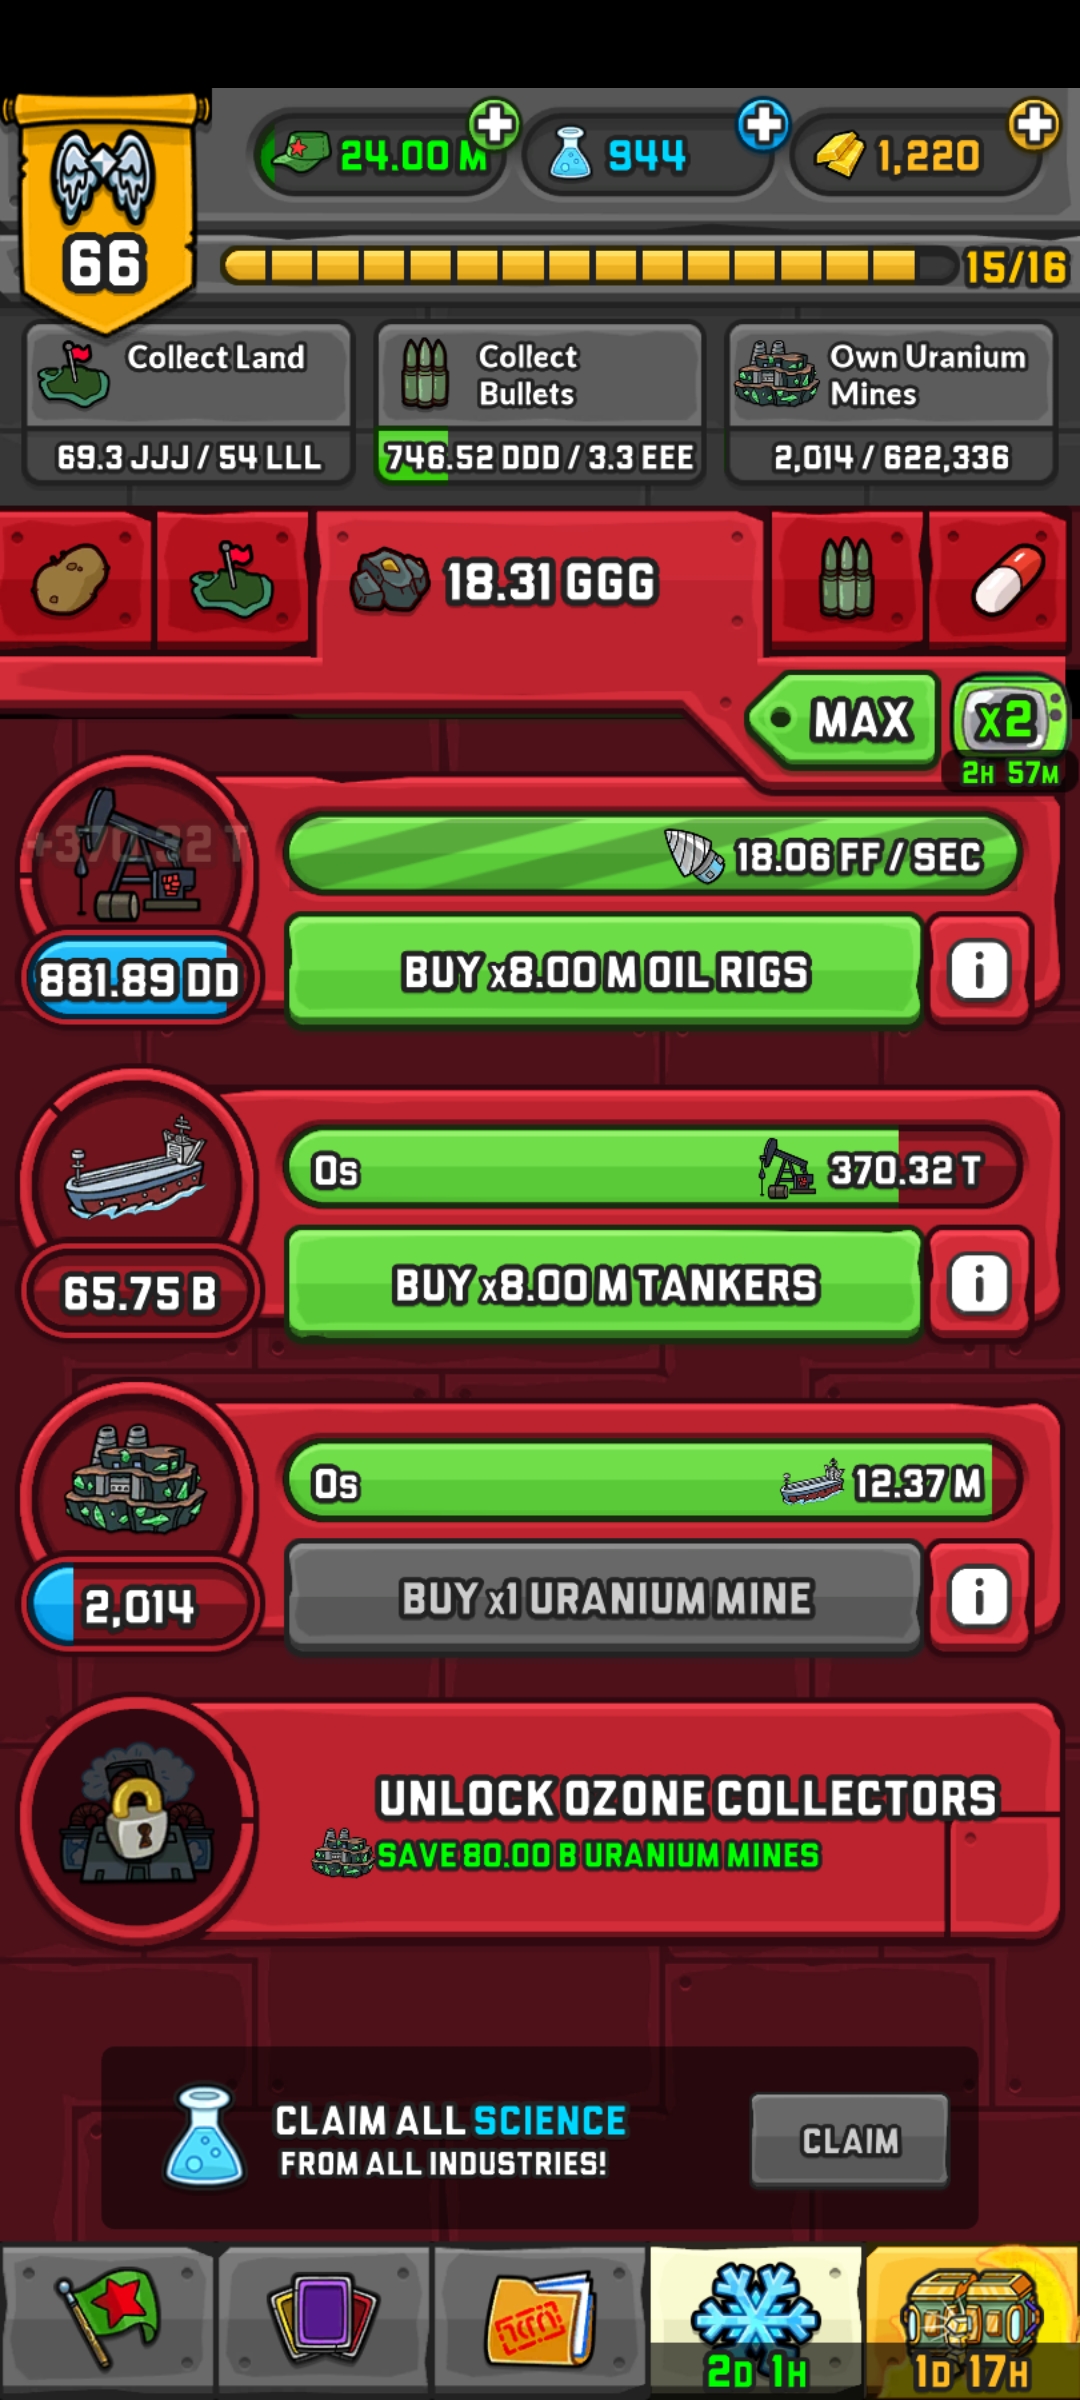 24.00 M
944
1,220
66
15/16
Collect Land
69.3 JJJ / 54 LLL
Collect
Bullets
746.52 DDD / 3.3 EEE
Own Uranium
Mines
2,014 / 622,336
18.31 GGG
MAX
x2
2H 57M
+370.32 T
18.06 FF / SEC
881.89 DD
BUY x8.00 M OIL RIGS
i
0s
370.32 T
65.75 B
BUY x8.00 M TANKERS
i
0s
12.37 M
2,014
BUY x1 URANIUM MINE
i
UNLOCK OZONE COLLECTORS
SAVE 80.00 B URANIUM MINES
CLAIM ALL SCIENCE
FROM ALL INDUSTRIES!
CLAIM
2D 1H
1D 17H